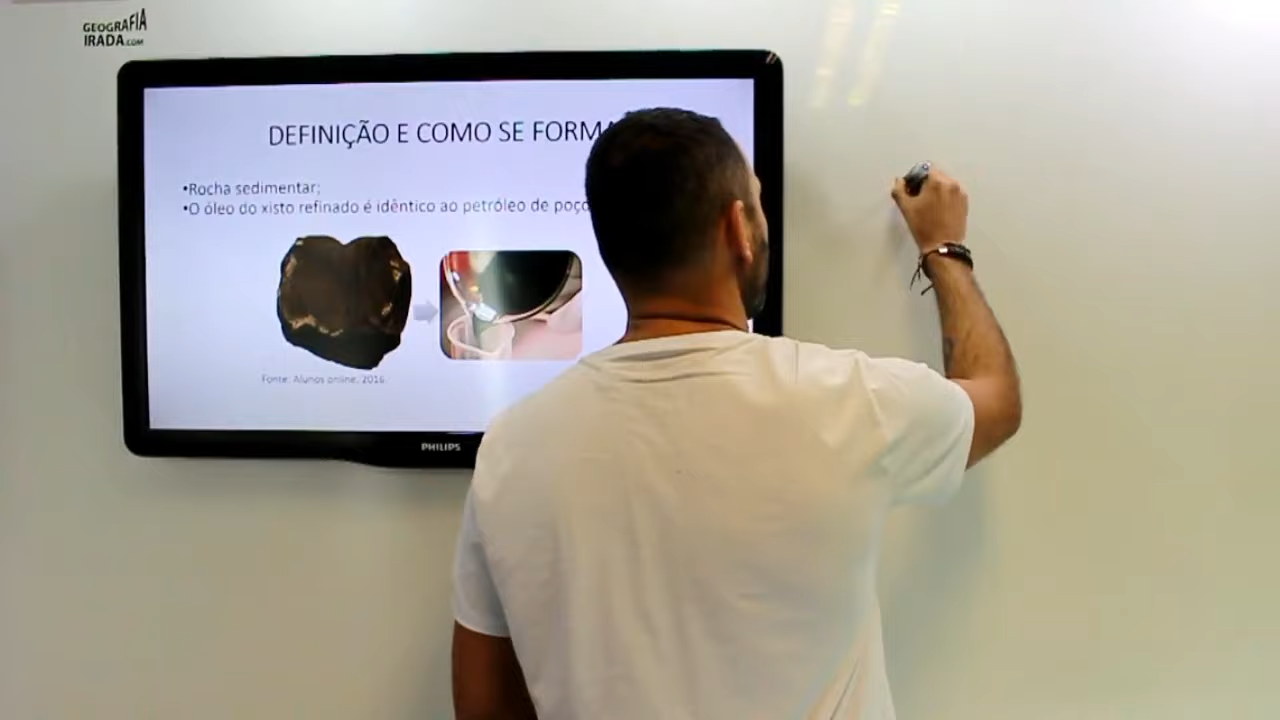 GEOGRAFIA
IRADA.COM
DEFINIÇÃO E COMO SE FORMA
•Rocha sedimentar;
•O óleo do xisto refinado é idêntico ao petróleo de poço
Fonte: Alunos online, 2016.
PHILIPS